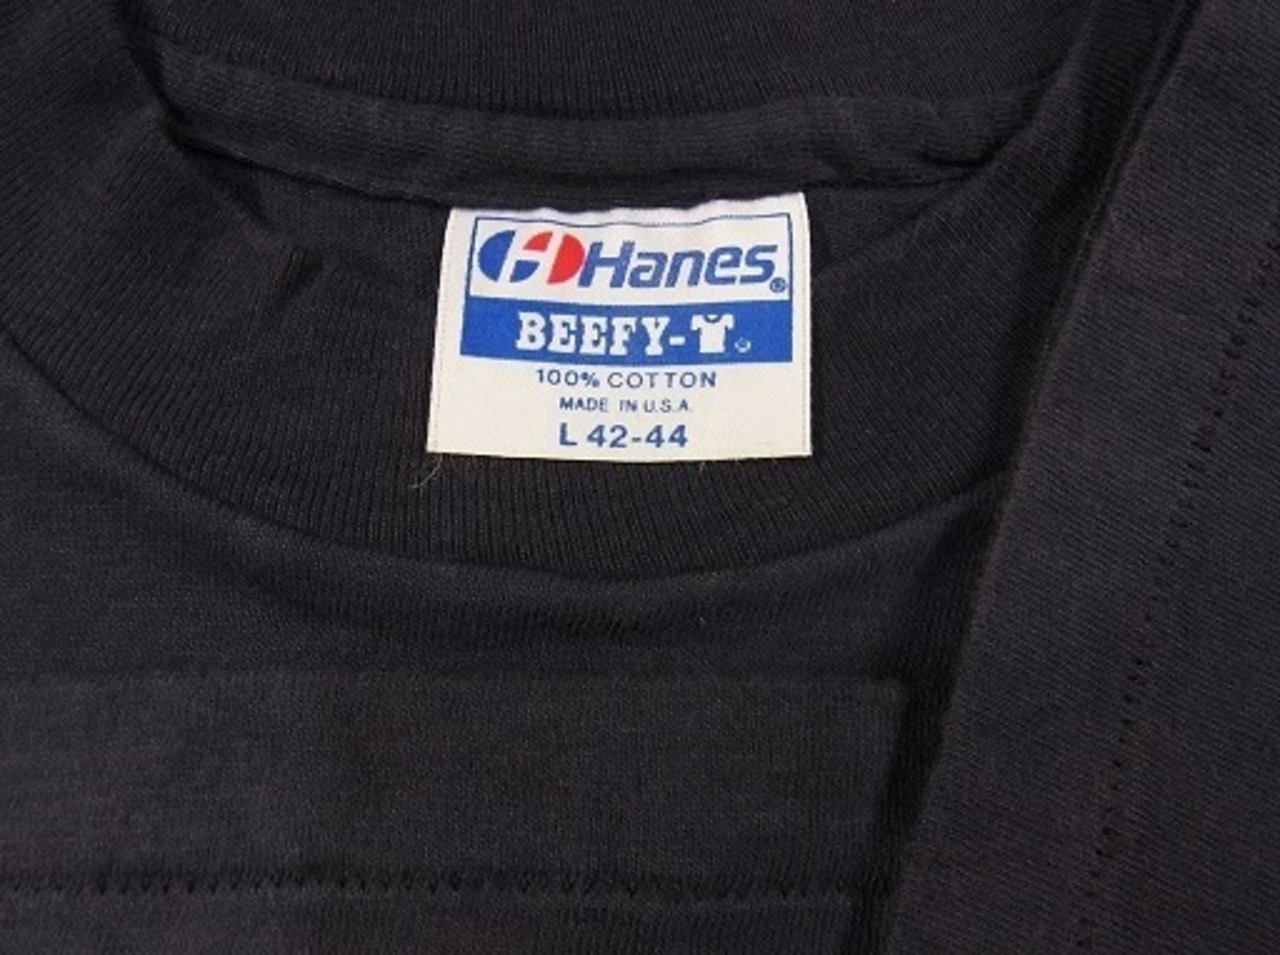 Hanes®
BEEFY-
100% COTTON
MADE IN U.S.A.
L 42-44